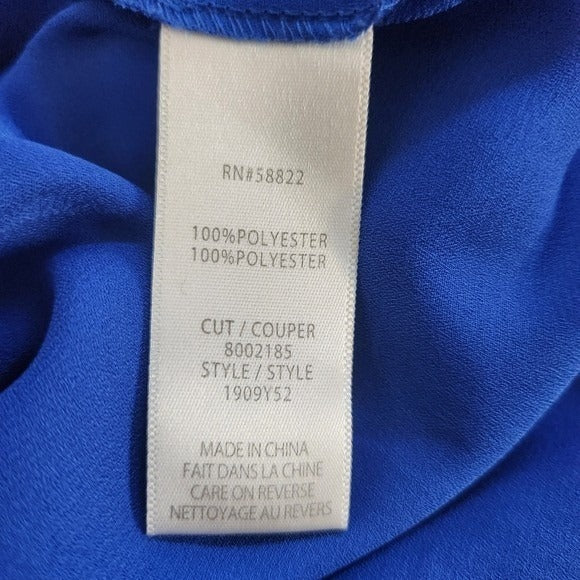 RN#58822
100%POLYESTER
100%POLYESTER
CUT / COUPER
8002185
STYLE / STYLE
1909Y52
MADE IN CHINA
FAIT DANS LA CHINE
CARE ON REVERSE
NETTOYAGE AU REVERS